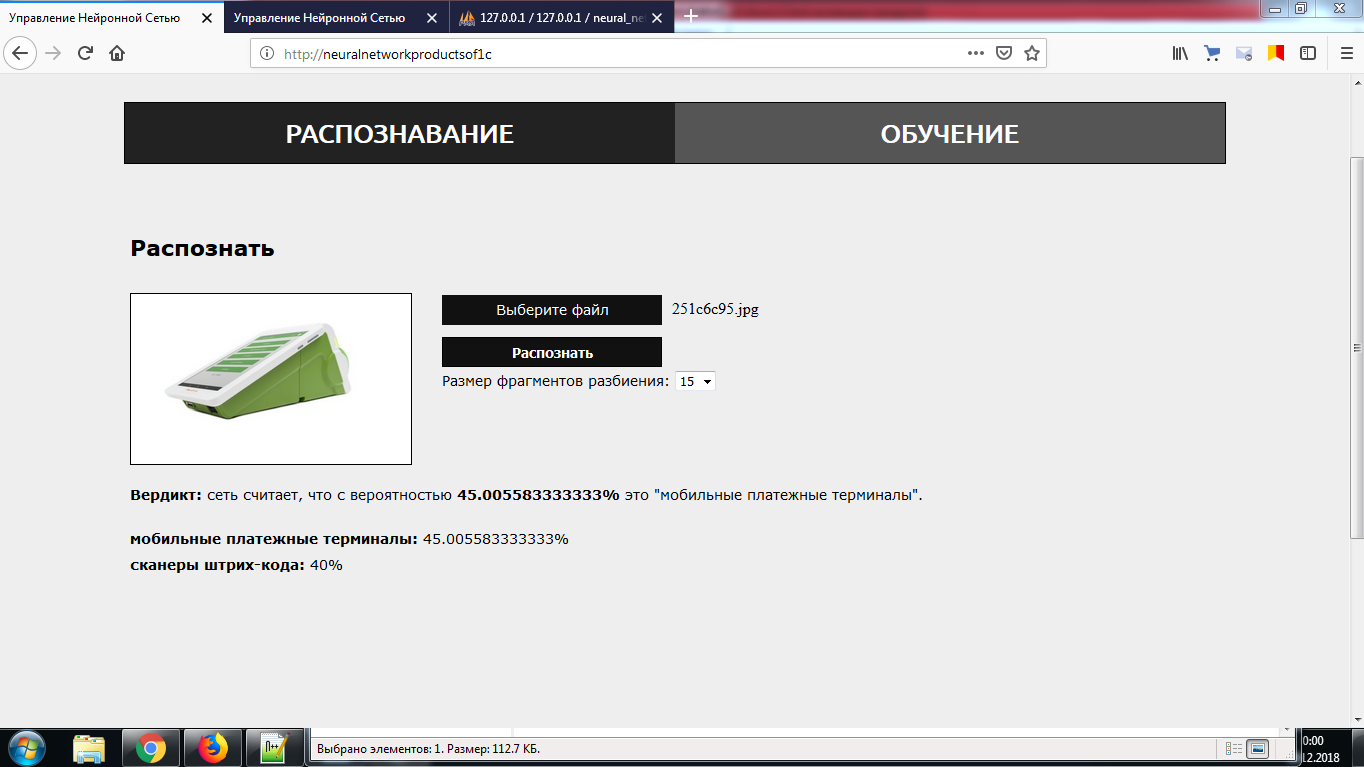 Управление Нейронной Сетью
Управление Нейронной Сетью
127.0.0.1 / 127.0.0.1 / neural_ne
http://neuralnetworkproductsof1c
РАСПОЗНАВАНИЕ
ОБУЧЕНИЕ
Распознать
Выберите файл
251c6c95.jpg
Распознать
Размер фрагментов разбиения: 15
Вердикт: сеть считает, что с вероятностью 45.005583333333% это "мобильные платежные терминалы".
мобильные платежные терминалы: 45.005583333333%
сканеры штрих-кода: 40%
Выбрано элементов: 1. Размер: 112.7 КБ.
0:00
12.2018